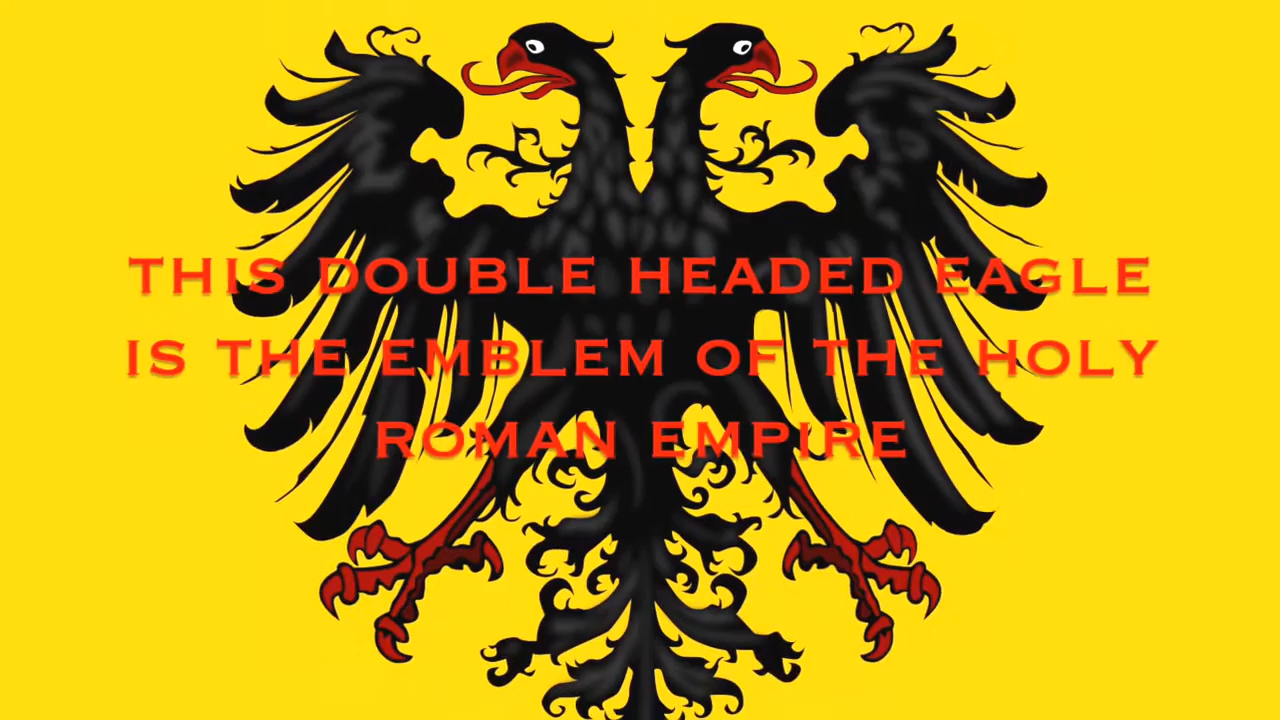 THIS DOUBLE HEADED EAGLE
IS THE EMBLEM OF THE HOLY
ROMAN EMPIRE